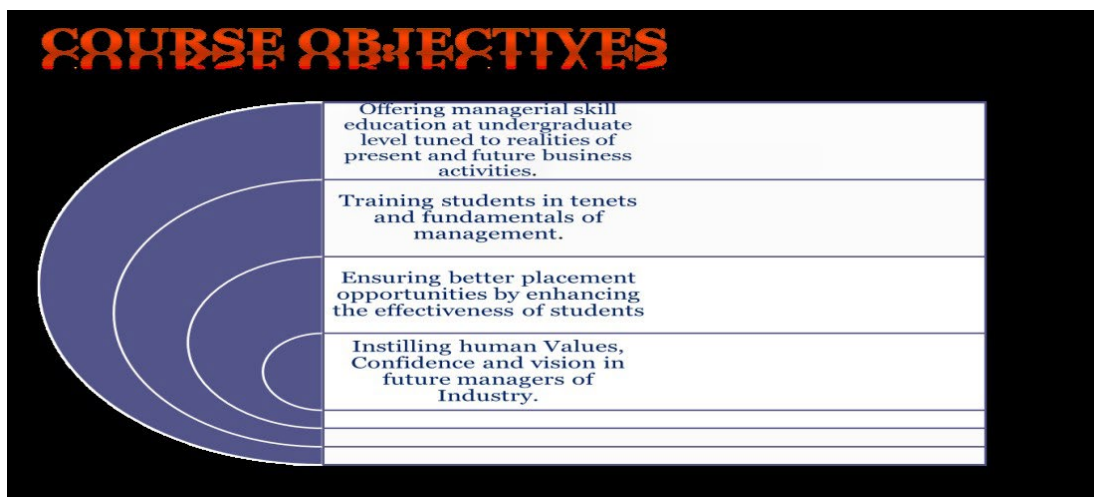 COURSE OBJECTIVES
Offering managerial skill
education at undergraduate
level tuned to realities of
present and future business
activities.
Training students in tenets
and fundamentals of
management.
Ensuring better placement
opportunities by enhancing
the effectiveness of students
Instilling human Values,
Confidence and vision in
future managers of
Industry.